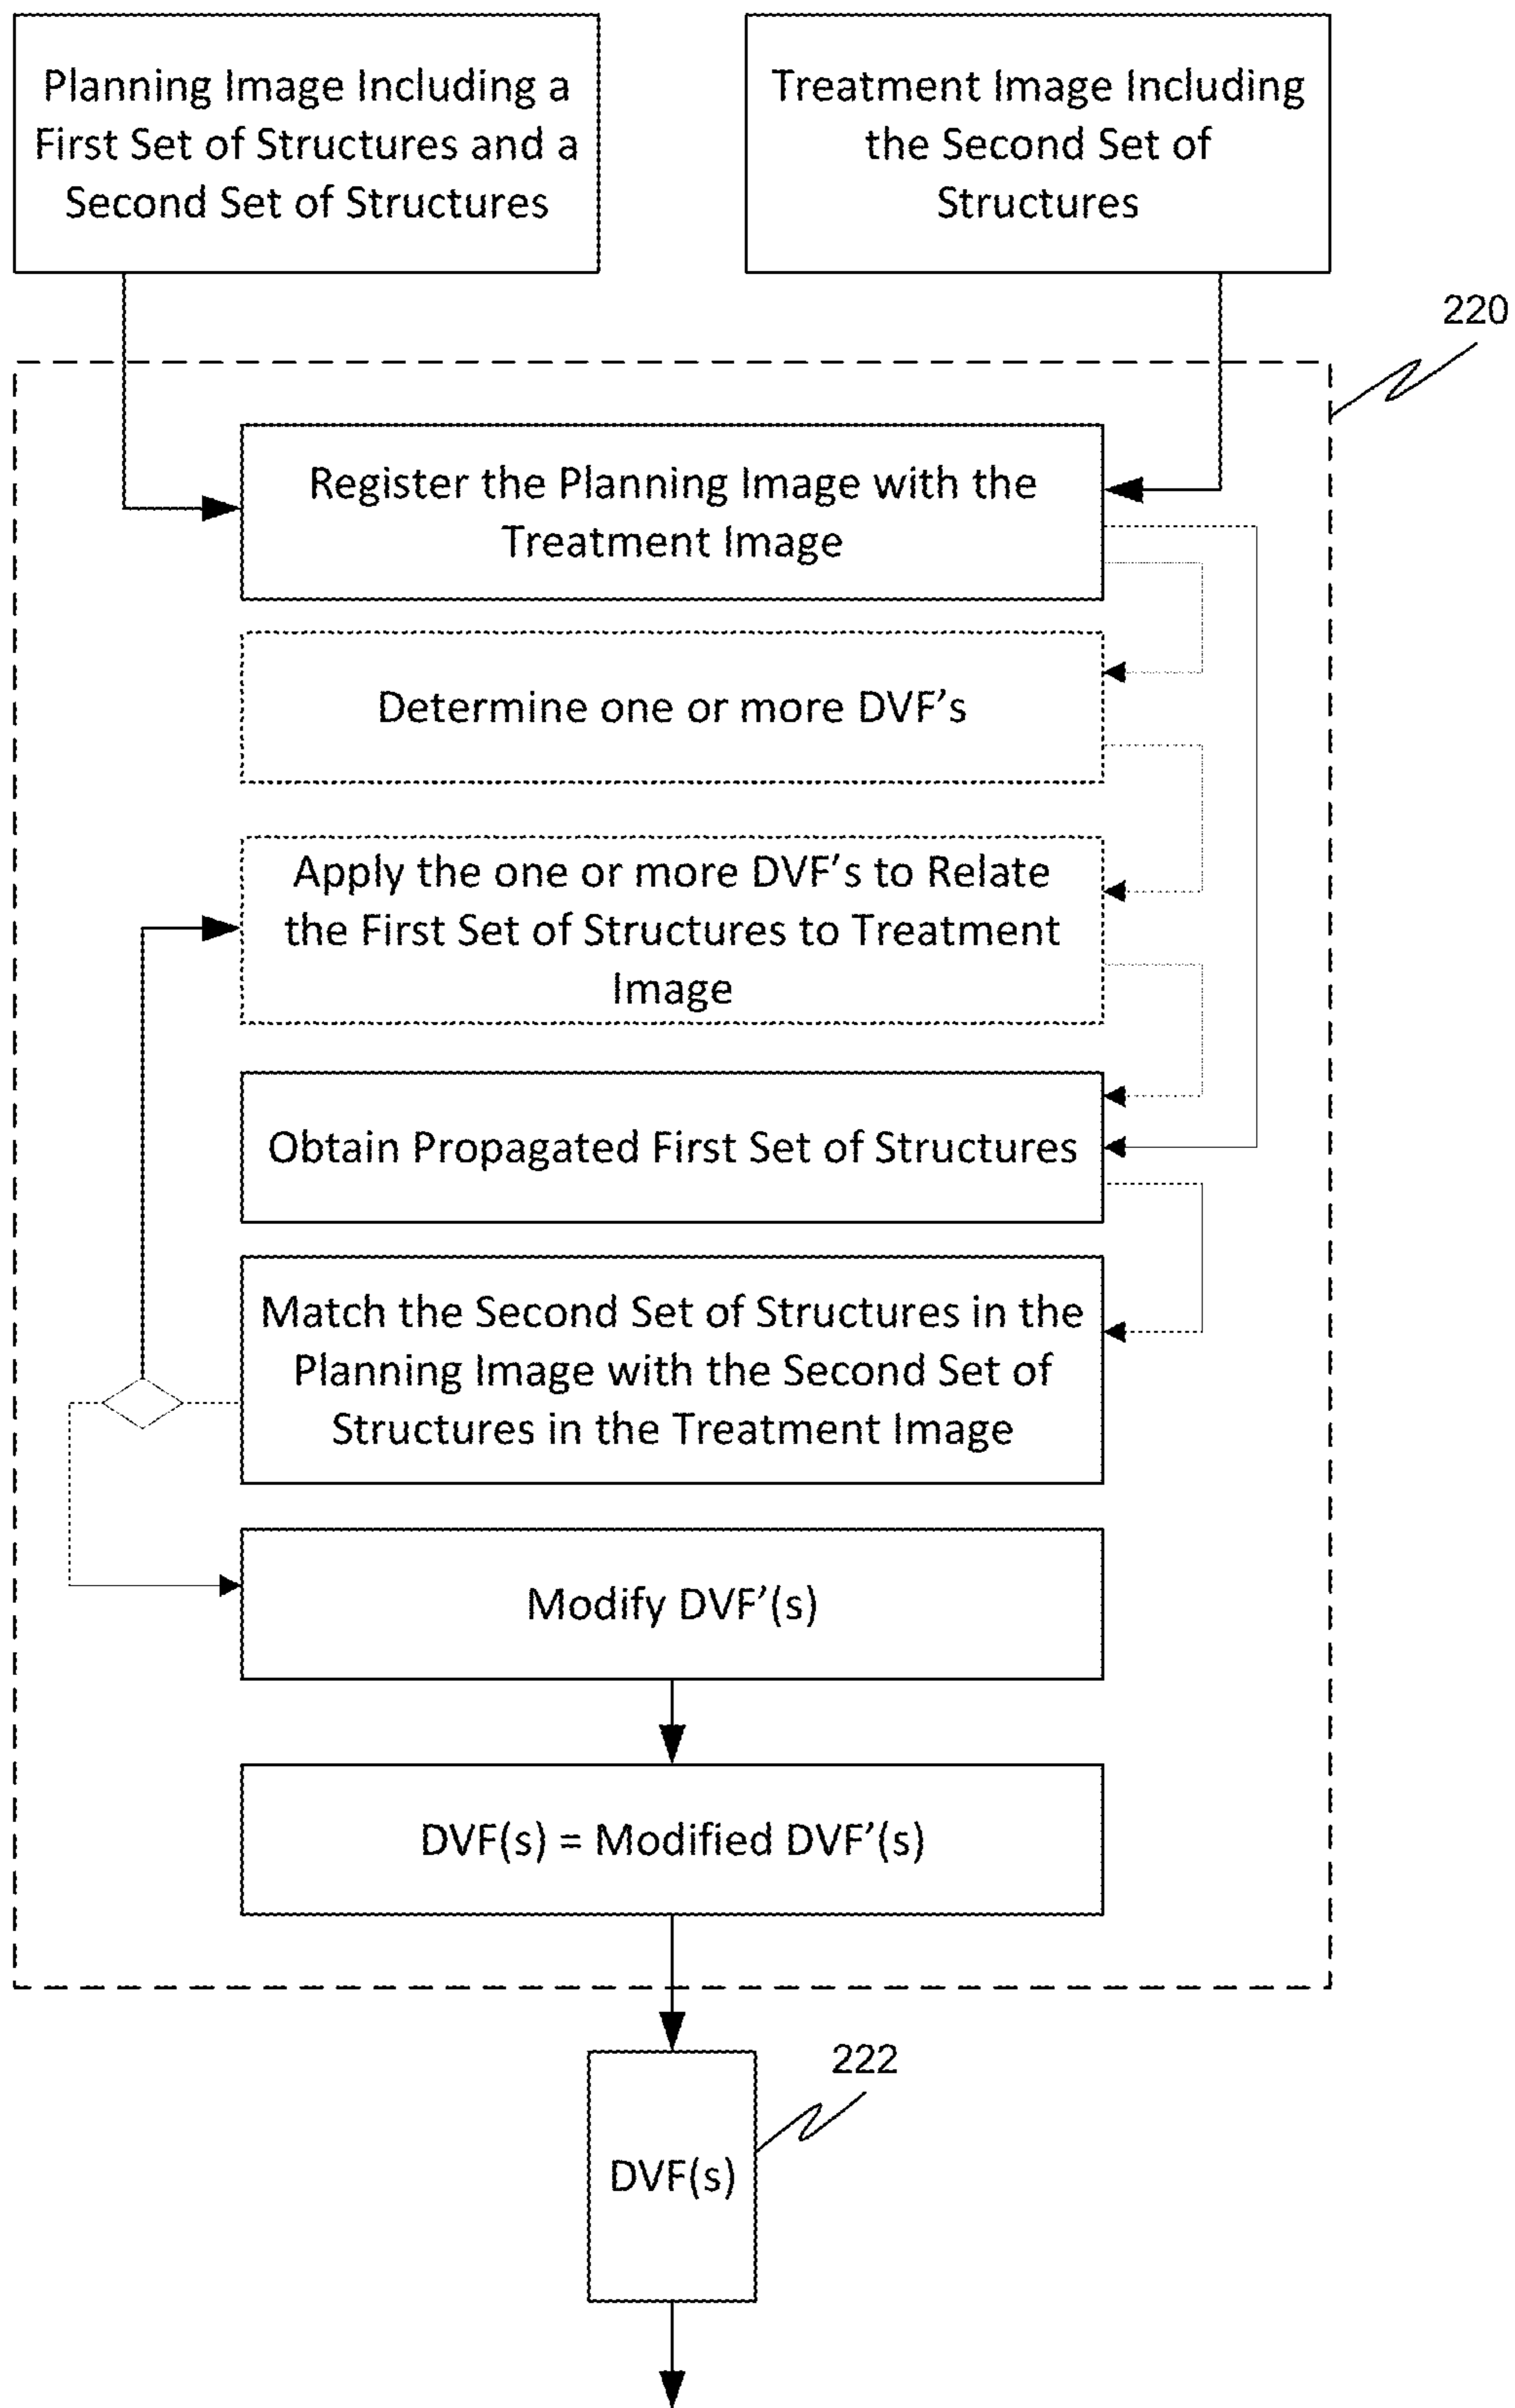 Planning Image Including a
First Set of Structures and a
Second Set of Structures
Treatment Image Including
the Second Set of
Structures
220
Register the Planning Image with the
Treatment Image
Determine one or more DVF's
Apply the one or more DVF's to Relate
the First Set of Structures to Treatment
Image
Obtain Propagated First Set of Structures
Match the Second Set of Structures in the
Planning Image with the Second Set of
Structures in the Treatment Image
Modify DVF'(s)
DVF(s) = Modified DVF'(s)
222
DVF(s)